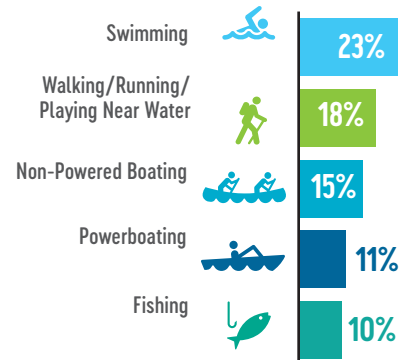 Swimming
23%
Walking/Running/
Playing Near Water
18%
Non-Powered Boating
15%
Powerboating
11%
Fishing
10%